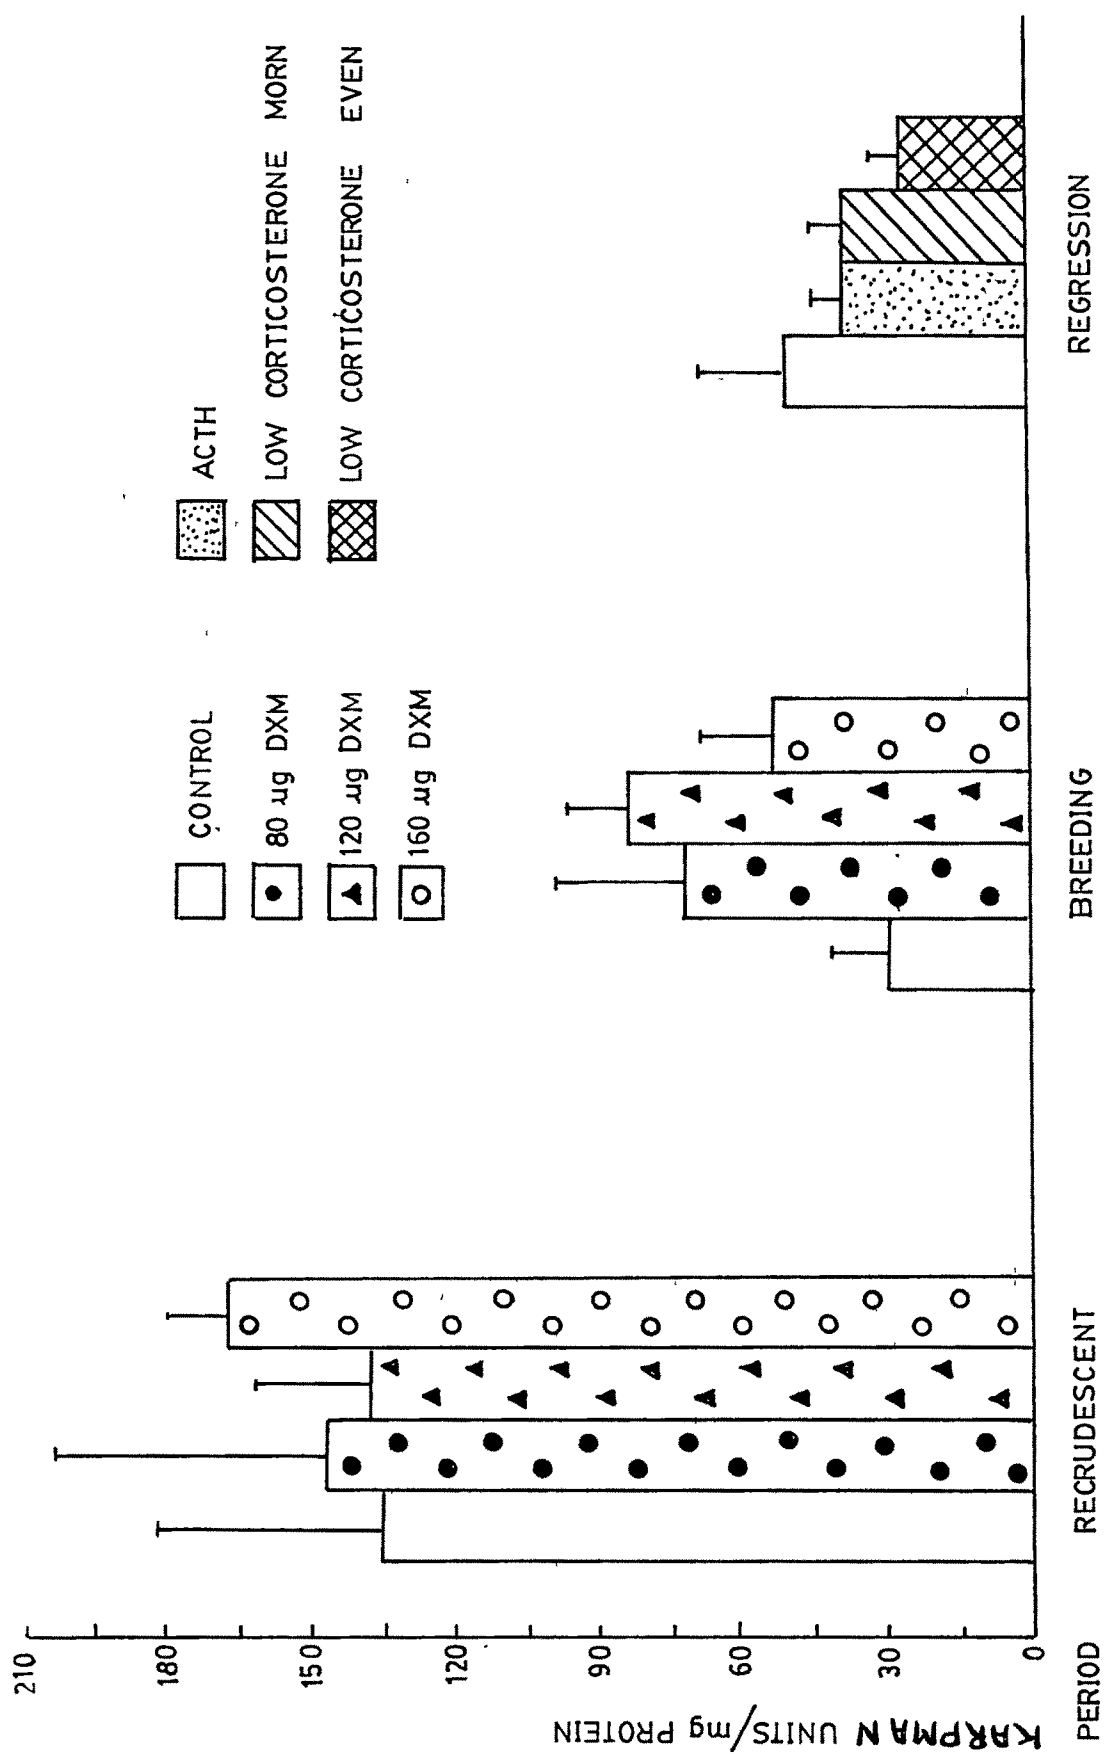 KARPMAN UNITS/mg PROTEIN
210
180
150
120
90
60
30
0
CONTROL
80 µg DXM
120 µg DXM
160 µg DXM
ACTH
LOW CORTICOSTERONE MORN
LOW CORTICOSTERONE EVEN
PERIOD RECRUDESCENT BREEDING REGRESSION